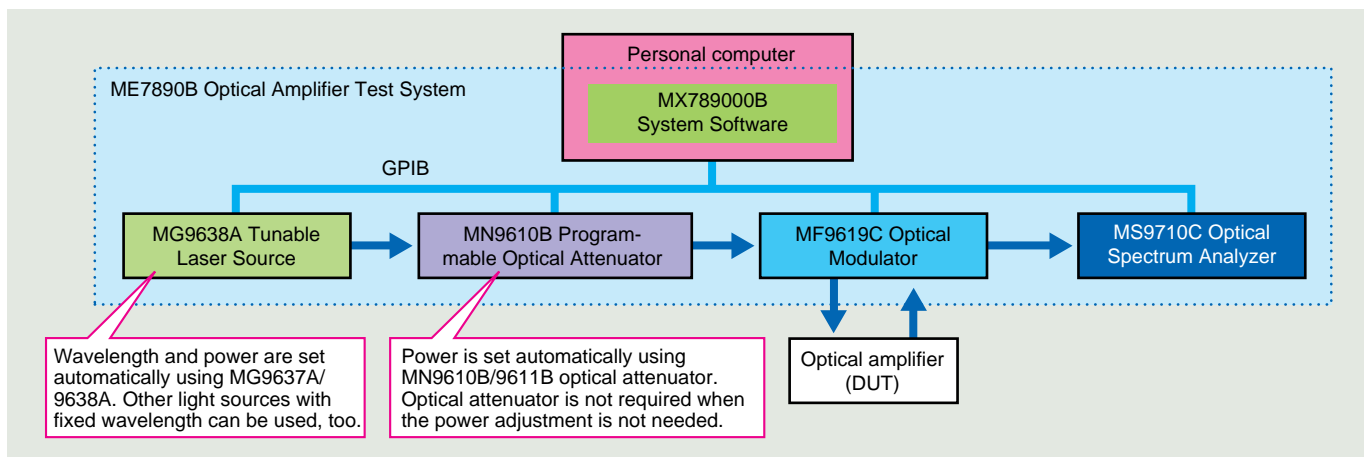 Personal computer
ME7890B Optical Amplifier Test System
MX789000B
System Software
GPIB
MG9638A Tunable
Laser Source
MN9610B Program-
mable Optical Attenuator
MF9619C Optical
Modulator
MS9710C Optical
Spectrum Analyzer
Wavelength and power are set
automatically using MG9637A/
9638A. Other light sources with
fixed wavelength can be used, too.
Power is set automatically using
MN9610B/9611B optical attenuator.
Optical attenuator is not required when
the power adjustment is not needed.
Optical amplifier
(DUT)